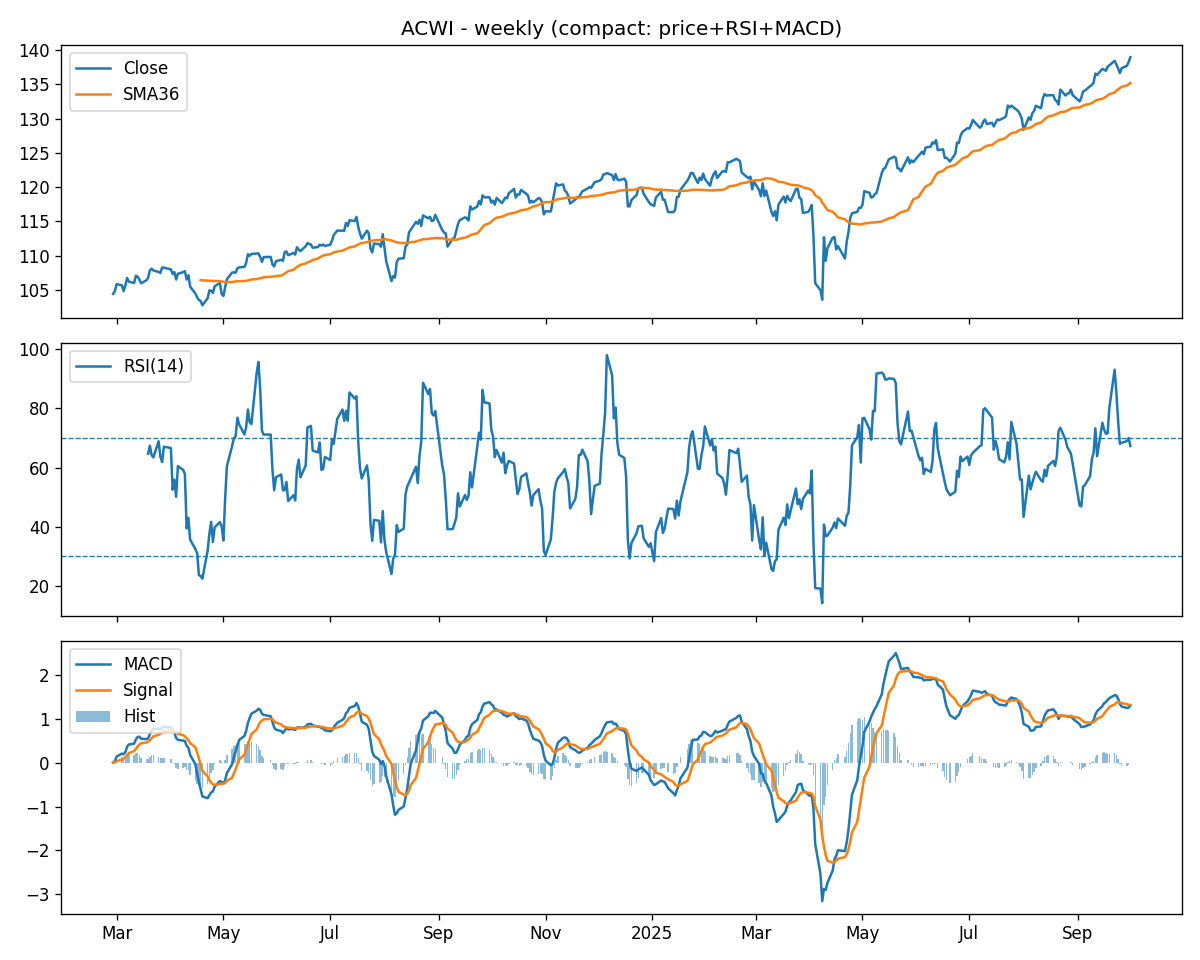 ACWI - weekly (compact: price+RSI+MACD)
140
135
130
125
120
115
110
105
Close
SMA36
100
80
60
40
20
RSI(14)
2
1
0
−1
−2
−3
MACD
Signal
Hist
Mar May Jul Sep Nov 2025 Mar May Jul Sep